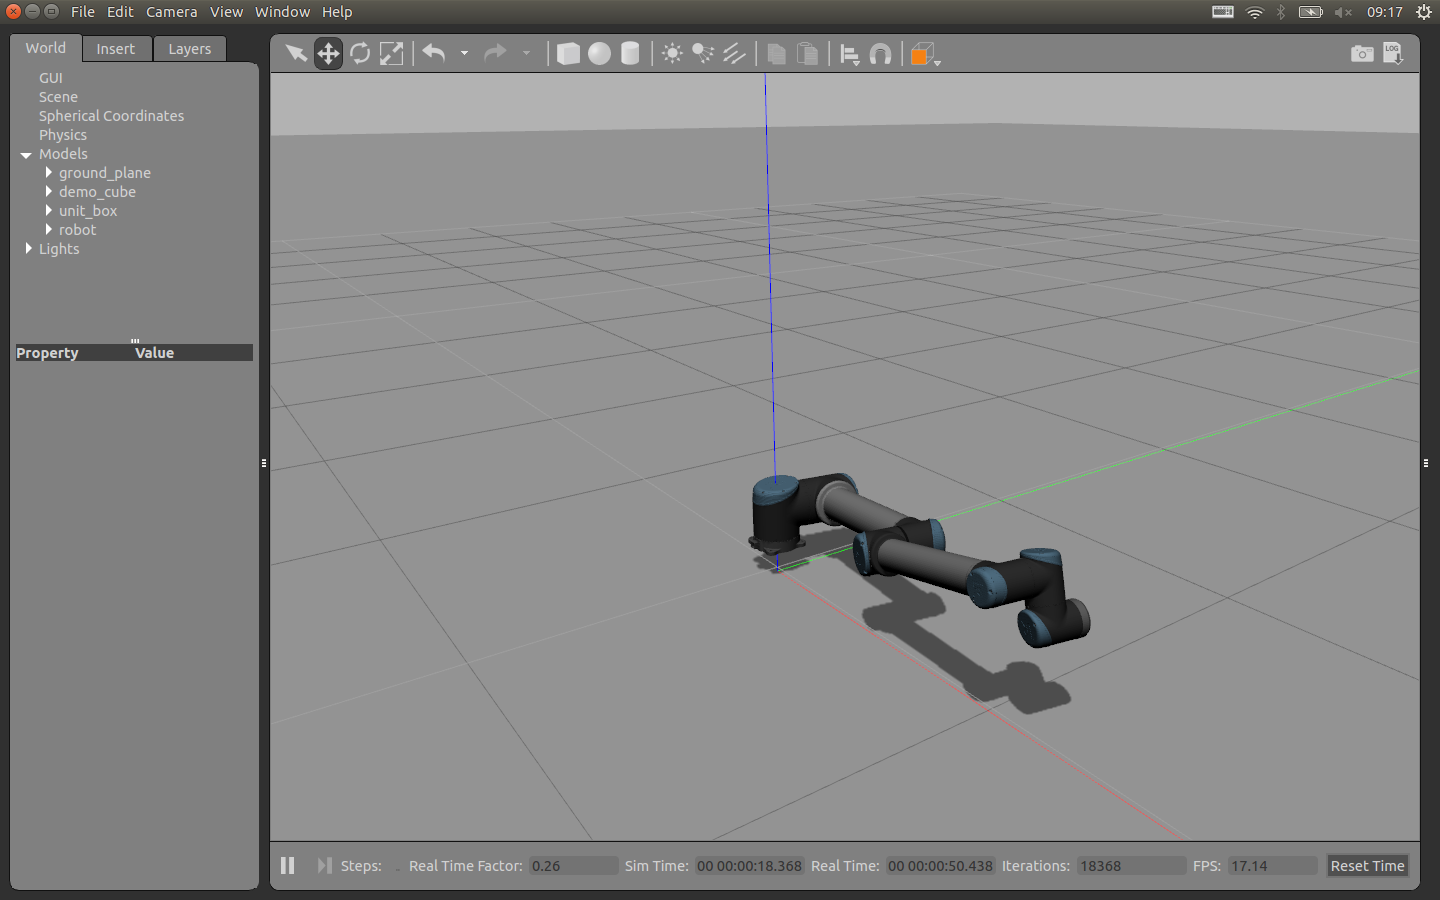 File Edit Camera View Window Help 09:17
World Insert Layers
LOG
GUI
Scene
Spherical Coordinates
Physics
Models
ground_plane
demo_cube
unit_box
robot
Lights
Property Value
Steps: Real Time Factor: 0.26 Sim Time: 00 00:00:18.368 Real Time: 00 00:00:50.438 Iterations: 18368 FPS: 17.14 Reset Time